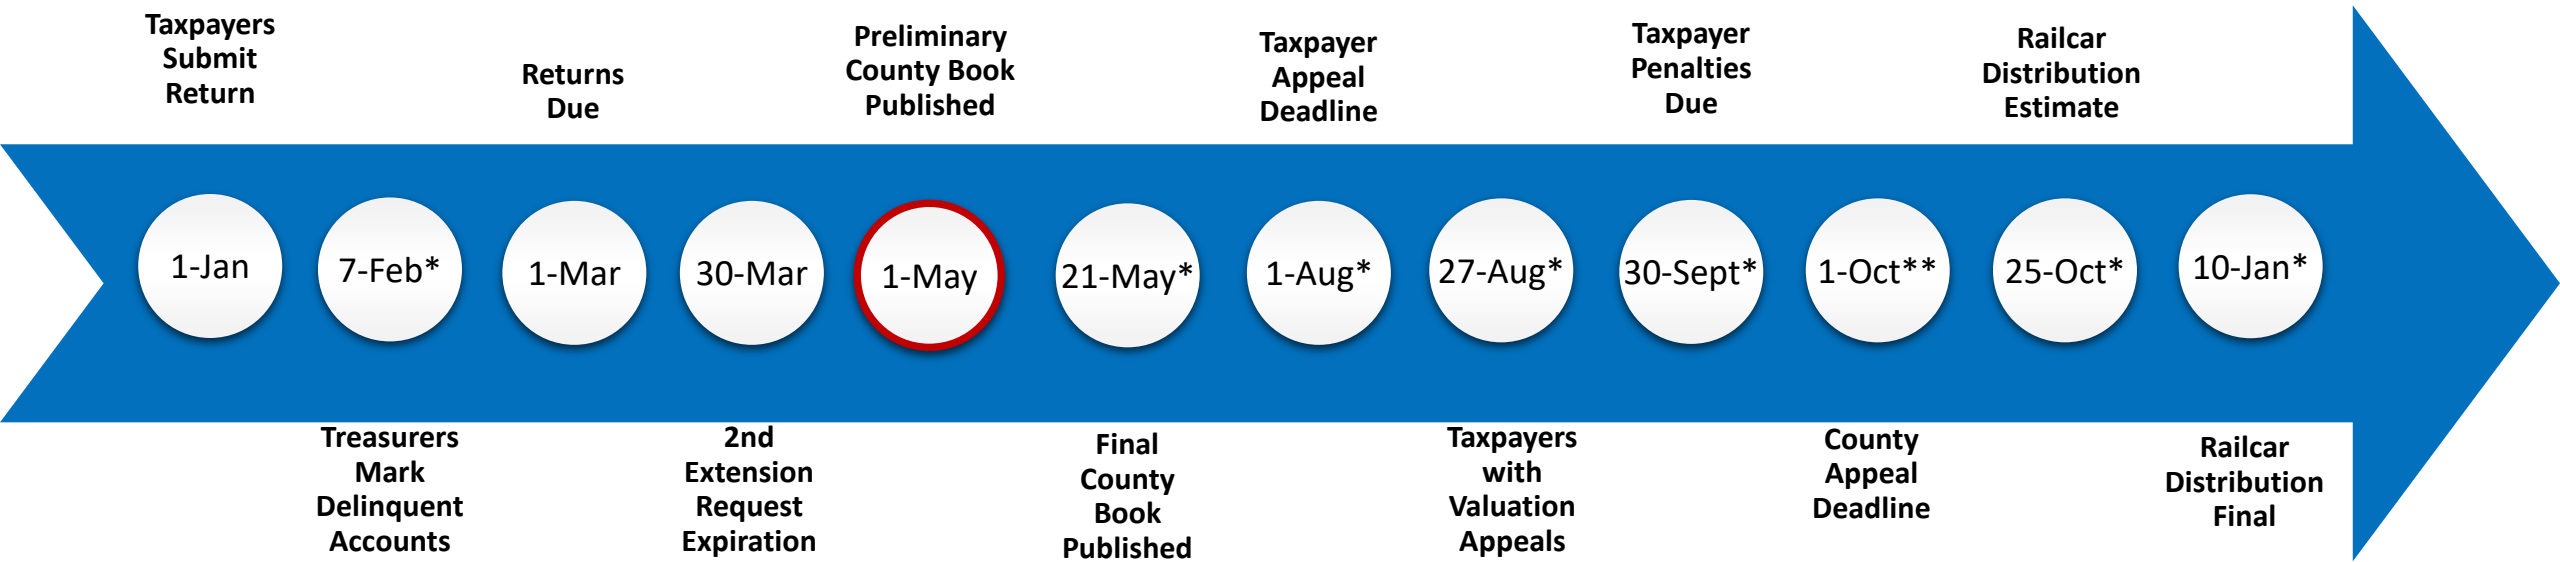 Taxpayers
Submit
Return
Returns
Due
Preliminary
County Book
Published
Taxpayer
Appeal
Deadline
Taxpayer
Penalties
Due
Railcar
Distribution
Estimate
1-Jan
7-Feb*
1-Mar
30-Mar
1-May
21-May*
1-Aug*
27-Aug*
30-Sept*
1-Oct**
25-Oct*
10-Jan*
Treasurers
Mark
Delinquent
Accounts
2nd
Extension
Request
Expiration
Final
County
Book
Published
Taxpayers
with
Valuation
Appeals
County
Appeal
Deadline
Railcar
Distribution
Final